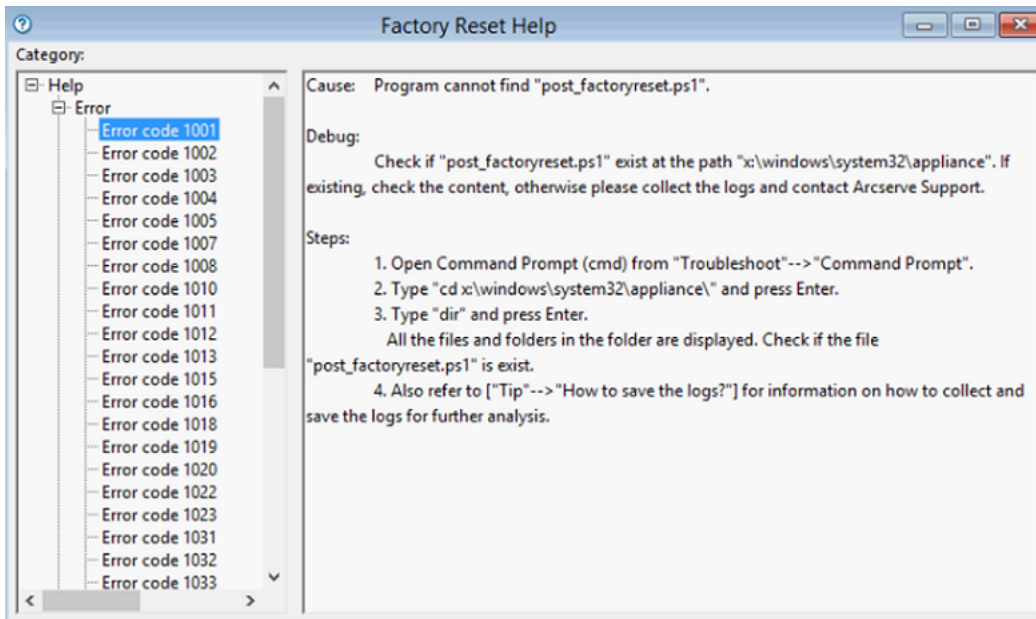 Factory Reset Help
Category:
Help
Error
Error code 1001
Error code 1002
Error code 1003
Error code 1004
Error code 1005
Error code 1007
Error code 1008
Error code 1010
Error code 1011
Error code 1012
Error code 1013
Error code 1015
Error code 1016
Error code 1018
Error code 1019
Error code 1020
Error code 1022
Error code 1023
Error code 1031
Error code 1032
Error code 1033
Cause: Program cannot find "post_factoryreset.ps1".
Debug:
Check if "post_factoryreset.ps1" exist at the path "x:\windows\system32\appliance". If
existing, check the content, otherwise please collect the logs and contact Arcserve Support.
Steps:
1. Open Command Prompt (cmd) from "Troubleshoot"-->"Command Prompt".
2. Type "cd x:\windows\system32\appliance\" and press Enter.
3. Type "dir" and press Enter.
All the files and folders in the folder are displayed. Check if the file
"post_factoryreset.ps1" is exist.
4. Also refer to ["Tip"-->"How to save the logs?"] for information on how to collect and
save the logs for further analysis.